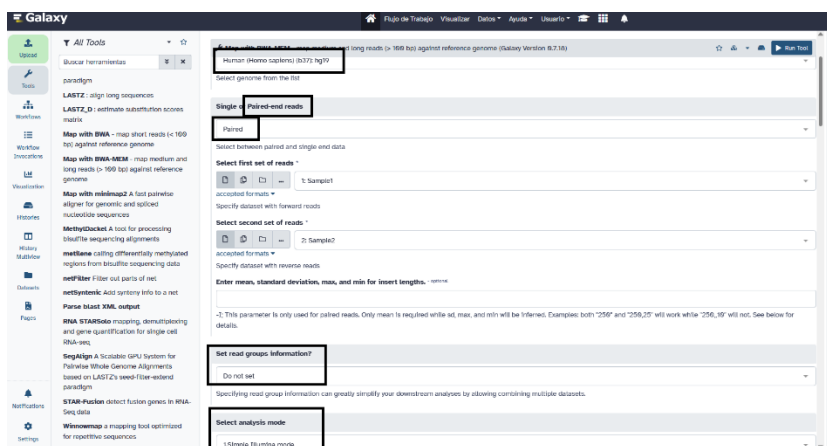 Galaxy
Flujo de Trabajo Visualizar Datos Ayuda Usuario
Upload
Tools
Workflows
Workflow
Invocations
Visualization
Histories
History
Multiview
Datasets
Pages
Notifications
Settings
All Tools
Buscar herramientas
paradigm
LASTZ : align long sequences
LASTZ_D : estimate substitution scores
matrix
Map with BWA - map short reads (< 100
bp) against reference genome
Map with BWA-MEM - map medium and
long reads (> 100 bp) against reference
genome
Map with minimap2 A fast pairwise
aligner for genomic and spliced
nucleotide sequences
MethylDackel A tool for processing
bisulfite sequencing alignments
metilene calling differentially methylated
regions from bisulfite sequencing data
netFilter Filter out parts of net
netSyntenic Add synteny info to a net
Parse blast XML output
RNA STARSolo mapping, demultiplexing
and gene quantification for single cell
RNA-seq
SegAlign A Scalable GPU System for
Pairwise Whole Genome Alignments
based on LASTZ's seed-filter-extend
paradigm
STAR-Fusion detect fusion genes in RNA-
Seq data
Winnowmap a mapping tool optimized
for repetitive sequences
Map with BWA-MEM - map medium and long reads (> 100 bp) against reference genome (Galaxy Version 0.7.18)
Run Tool
Human (Homo sapiens) (b37): hg19
Select genome from the list
Single or Paired-end reads
Paired
Select between paired and single end data
Select first set of reads *
1: Sample1
accepted formats
Specify dataset with forward reads
Select second set of reads *
2: Sample2
accepted formats
Specify dataset with reverse reads
Enter mean, standard deviation, max, and min for insert lengths. - optional
-I; This parameter is only used for paired reads. Only mean is required while sd, max, and min will be inferred. Examples: both "250" and "250,25" will work while "250,,10" will not. See below for
details.
Set read groups information?
Do not set
Specifying read group information can greatly simplify your downstream analyses by allowing combining multiple datasets.
Select analysis mode
1.Simple Illumina mode